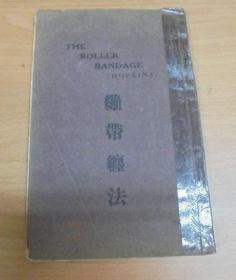 THE
ROLLER
BANDAGE
(HOPKINS)
繃帶纏法